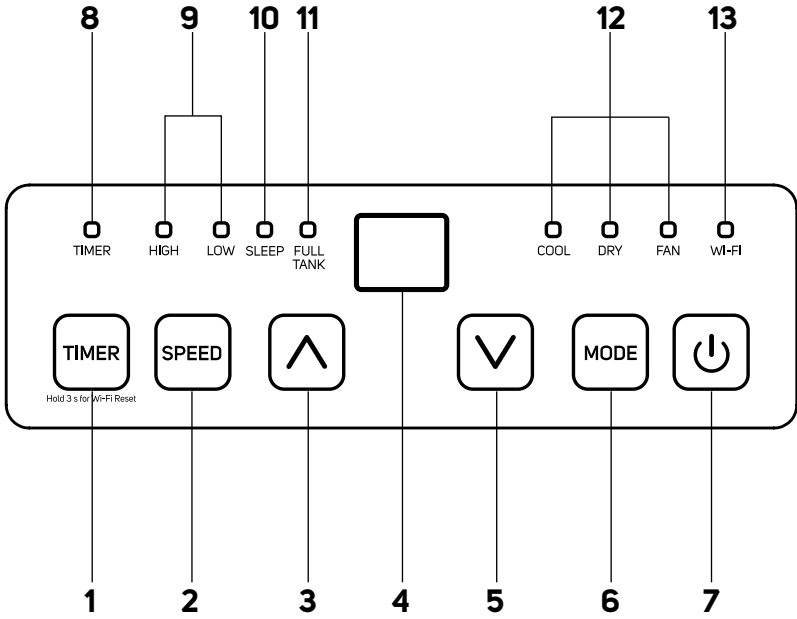 8 9 10 11 12 13
TIMER HIGH LOW SLEEP FULL TANK COOL DRY FAN WI-FI
TIMER SPEED MODE
Hold 3 s for Wi-Fi Reset
1 2 3 4 5 6 7